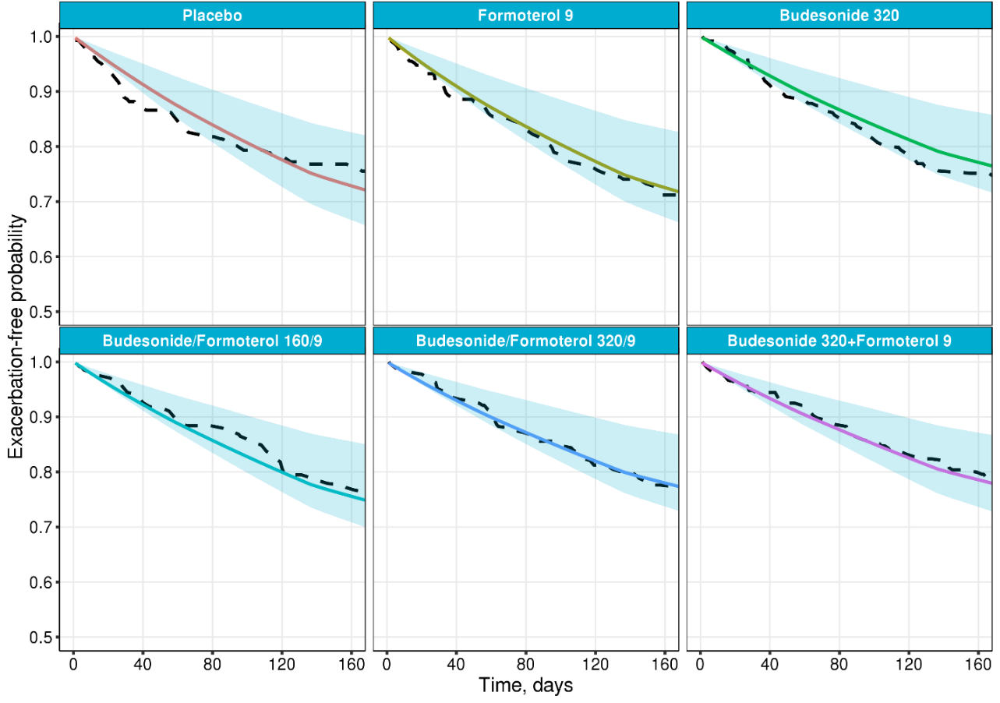 Placebo
Formoterol 9
Budesonide 320
1.0
0.9
0.8
0.7
0.6
0.5
Budesonide/Formoterol 160/9
Budesonide/Formoterol 320/9
Budesonide 320+Formoterol 9
1.0
0.9
0.8
0.7
0.6
0.5
Exacerbation-free probability
0 40 80 120 160
0 40 80 120 160
0 40 80 120 160
Time, days